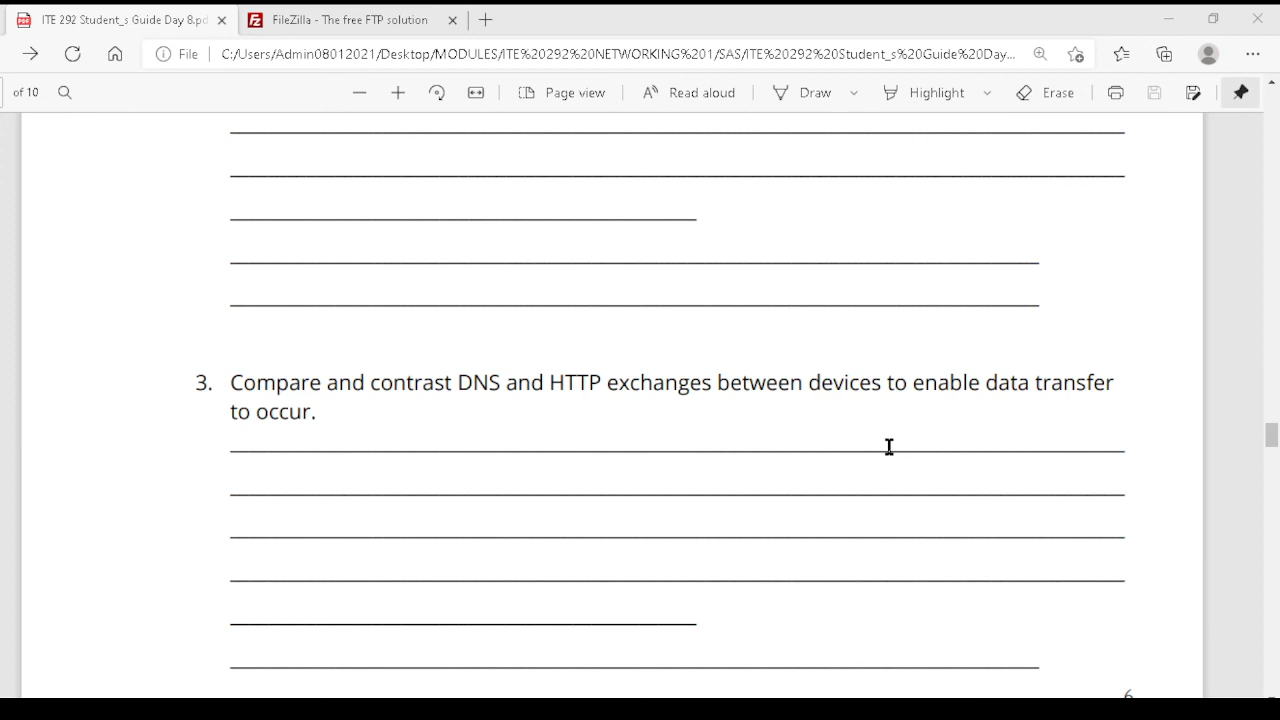 ITE 292 Student_s Guide Day 8.pd
FileZilla - The free FTP solution
File
C:/Users/Admin08012021/Desktop/MODULES/ITE%20292%20NETWORKING%201/SAS/ITE%20292%20Student_s%20Guide%20Day...
of 10
Page view
Read aloud
Draw
Highlight
Erase
3. Compare and contrast DNS and HTTP exchanges between devices to enable data transfer
to occur.
6